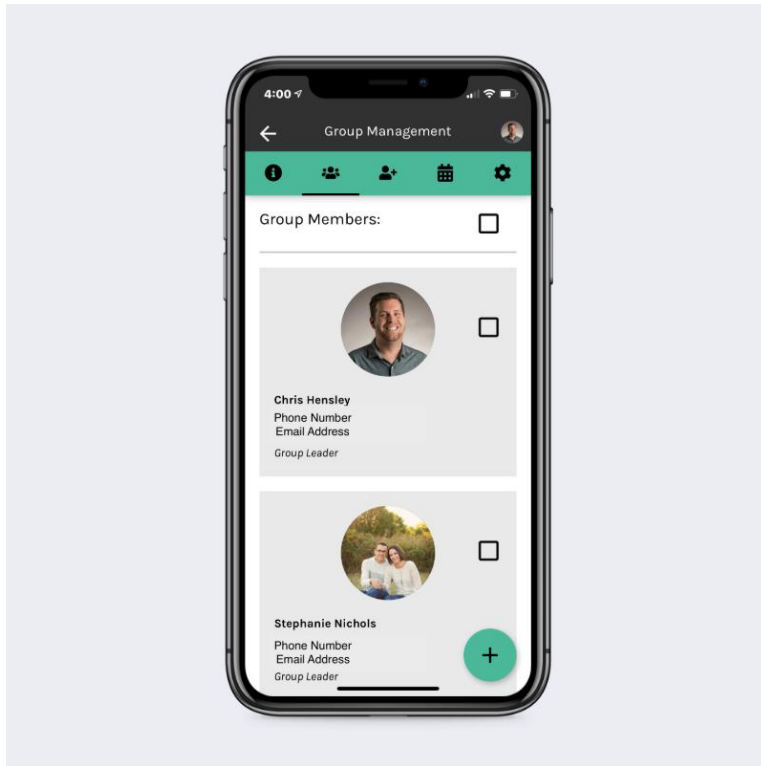 4:00
Group Management
Group Members:
Chris Hensley
Phone Number
Email Address
Group Leader
Stephanie Nichols
Phone Number
Email Address
Group Leader